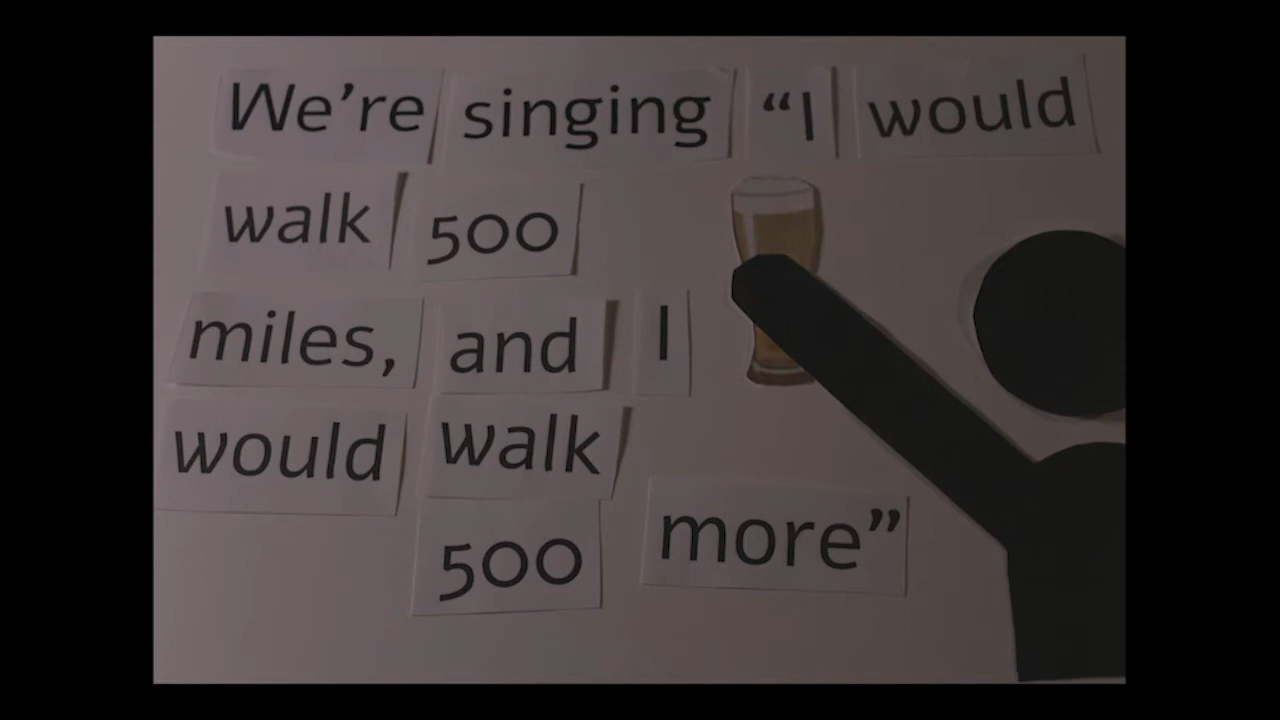 We're singing “I would
walk 500
miles, and I
would walk
500 more”